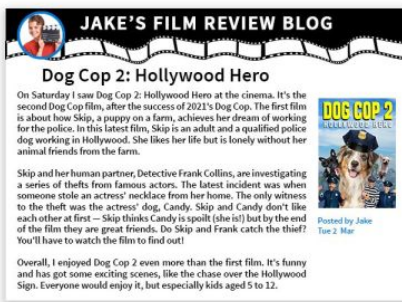 JAKE'S FILM REVIEW BLOG
Dog Cop 2: Hollywood Hero
On Saturday I saw Dog Cop 2: Hollywood Hero at the cinema. It's the
second Dog Cop film, after the success of 2021's Dog Cop. The first film
is about how Skip, a puppy on a farm, achieves her dream of working
for the police. In this latest film, Skip is an adult and a qualified police
dog working in Hollywood. She likes her life but is lonely without her
animal friends from the farm.
Skip and her human partner, Detective Frank Collins, are investigating
a series of thefts from famous actors. The latest incident was when
someone stole an actress' necklace from her home. The only witness
to the theft was the actress' dog, Candy. Skip and Candy don't like
each other at first — Skip thinks Candy is spoilt (she is!) but by the end
of the film they are great friends. Do Skip and Frank catch the thief?
You'll have to watch the film to find out!
Overall, I enjoyed Dog Cop 2 even more than the first film. It's funny
and has got some exciting scenes, like the chase over the Hollywood
Sign. Everyone would enjoy it, but especially kids aged 5 to 12.
DOG COP 2
HOLLYWOOD HERO
Posted by Jake
Tue 2 Mar